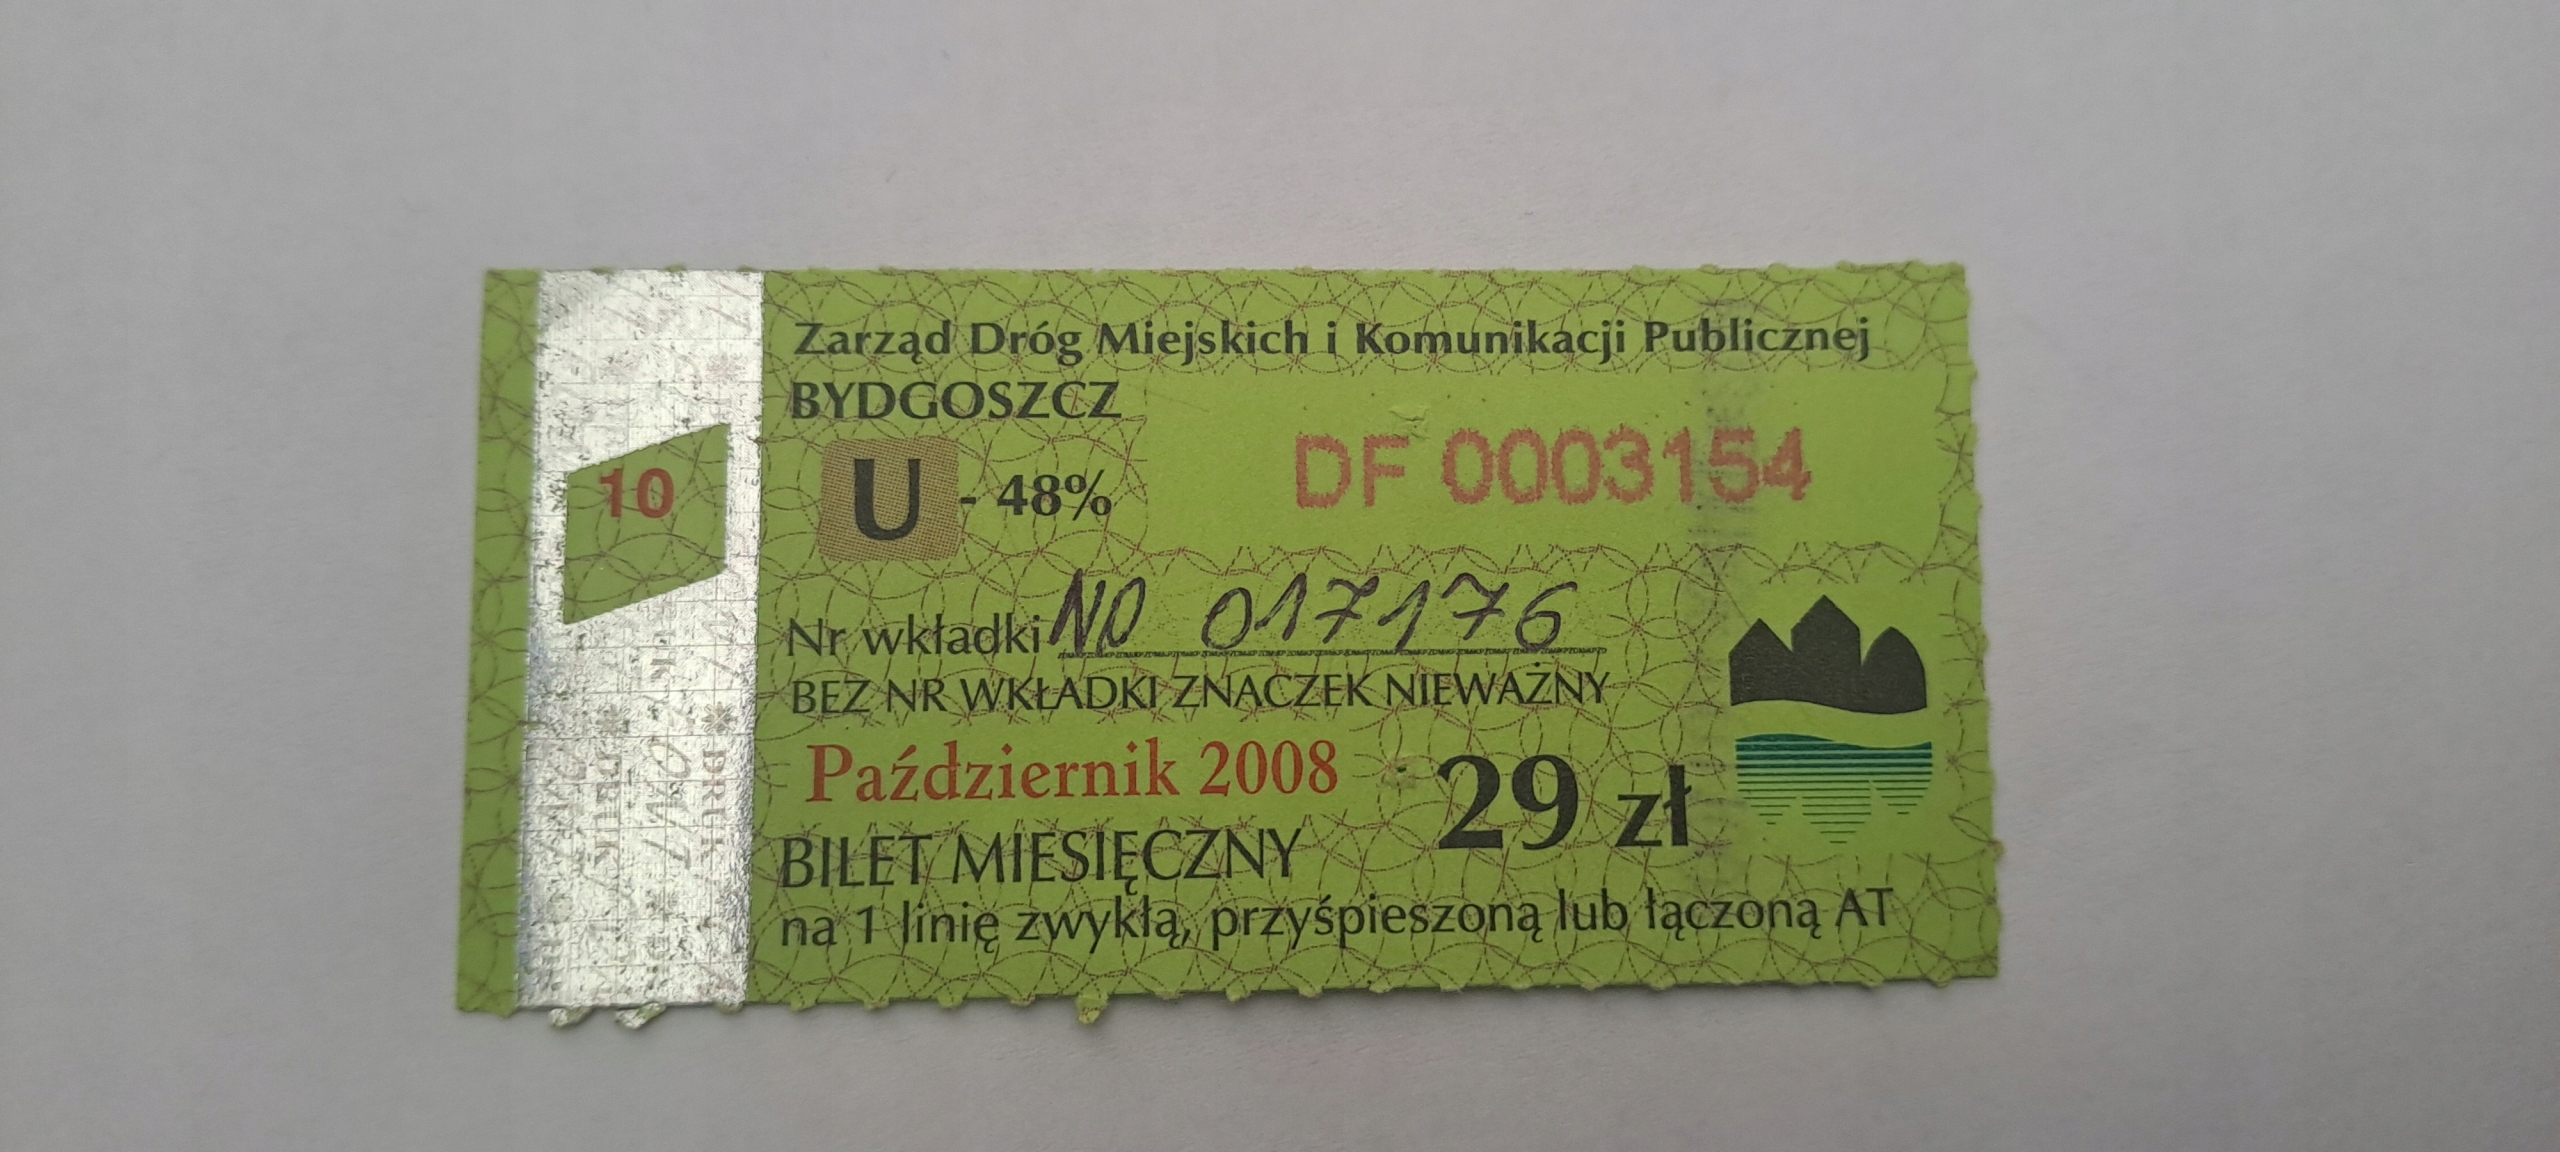 Zarząd Dróg Miejskich i Komunikacji Publicznej
BYDGOSZCZ
10
U - 48%
DF 0003154
Nr wkładki NO 017176
BEZ NR WKŁADKI ZNACZEK NIEWAŻNY
Październik 2008
29 zł
BILET MIESIĘCZNY
na 1 linię zwykłą, przyśpieszoną lub łączoną AT
DRUK